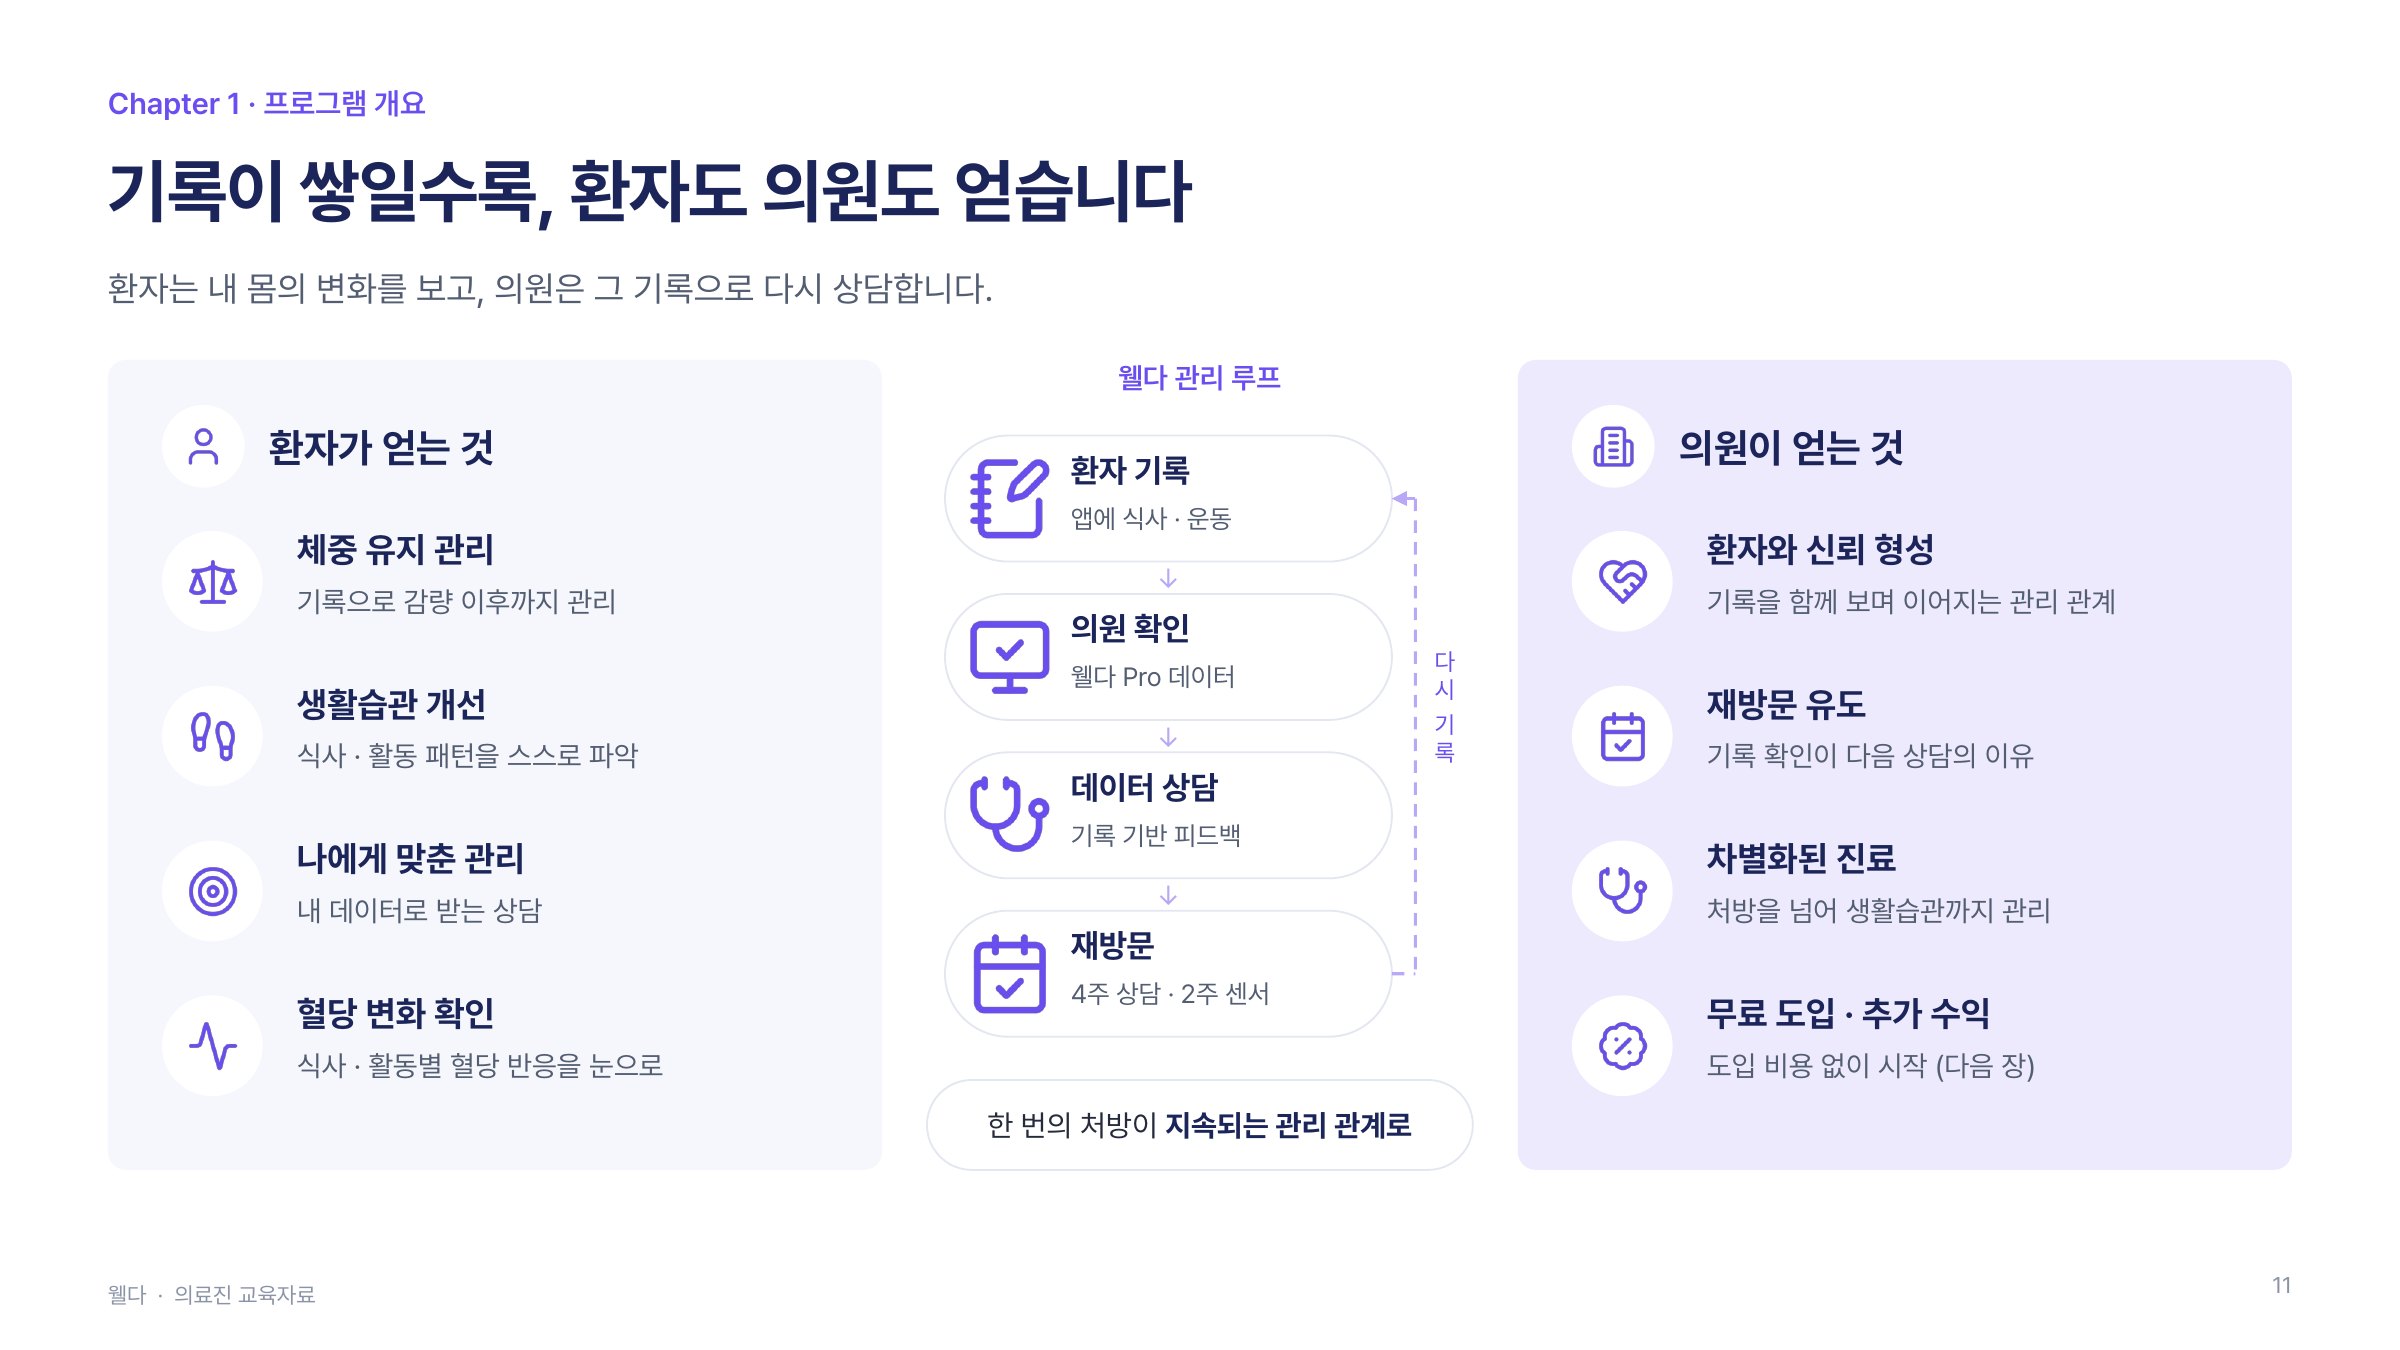 Chapter 1 · 프로그램 개요
기록이 쌓일수록, 환자도 의원도 얻습니다
환자는 내 몸의 변화를 보고, 의원은 그 기록으로 다시 상담합니다.
환자가 얻는 것
체중 유지 관리
기록으로 감량 이후까지 관리
생활습관 개선
식사 · 활동 패턴을 스스로 파악
나에게 맞춘 관리
내 데이터로 받는 상담
혈당 변화 확인
식사 · 활동별 혈당 반응을 눈으로
웰다 관리 루프
환자 기록
앱에 식사 · 운동
의원 확인
웰다 Pro 데이터
데이터 상담
기록 기반 피드백
재방문
4주 상담 · 2주 센서
다시 기록
한 번의 처방이 지속되는 관리 관계로
의원이 얻는 것
환자와 신뢰 형성
기록을 함께 보며 이어지는 관리 관계
재방문 유도
기록 확인이 다음 상담의 이유
차별화된 진료
처방을 넘어 생활습관까지 관리
무료 도입 · 추가 수익
도입 비용 없이 시작 (다음 장)
웰다 · 의료진 교육자료
11